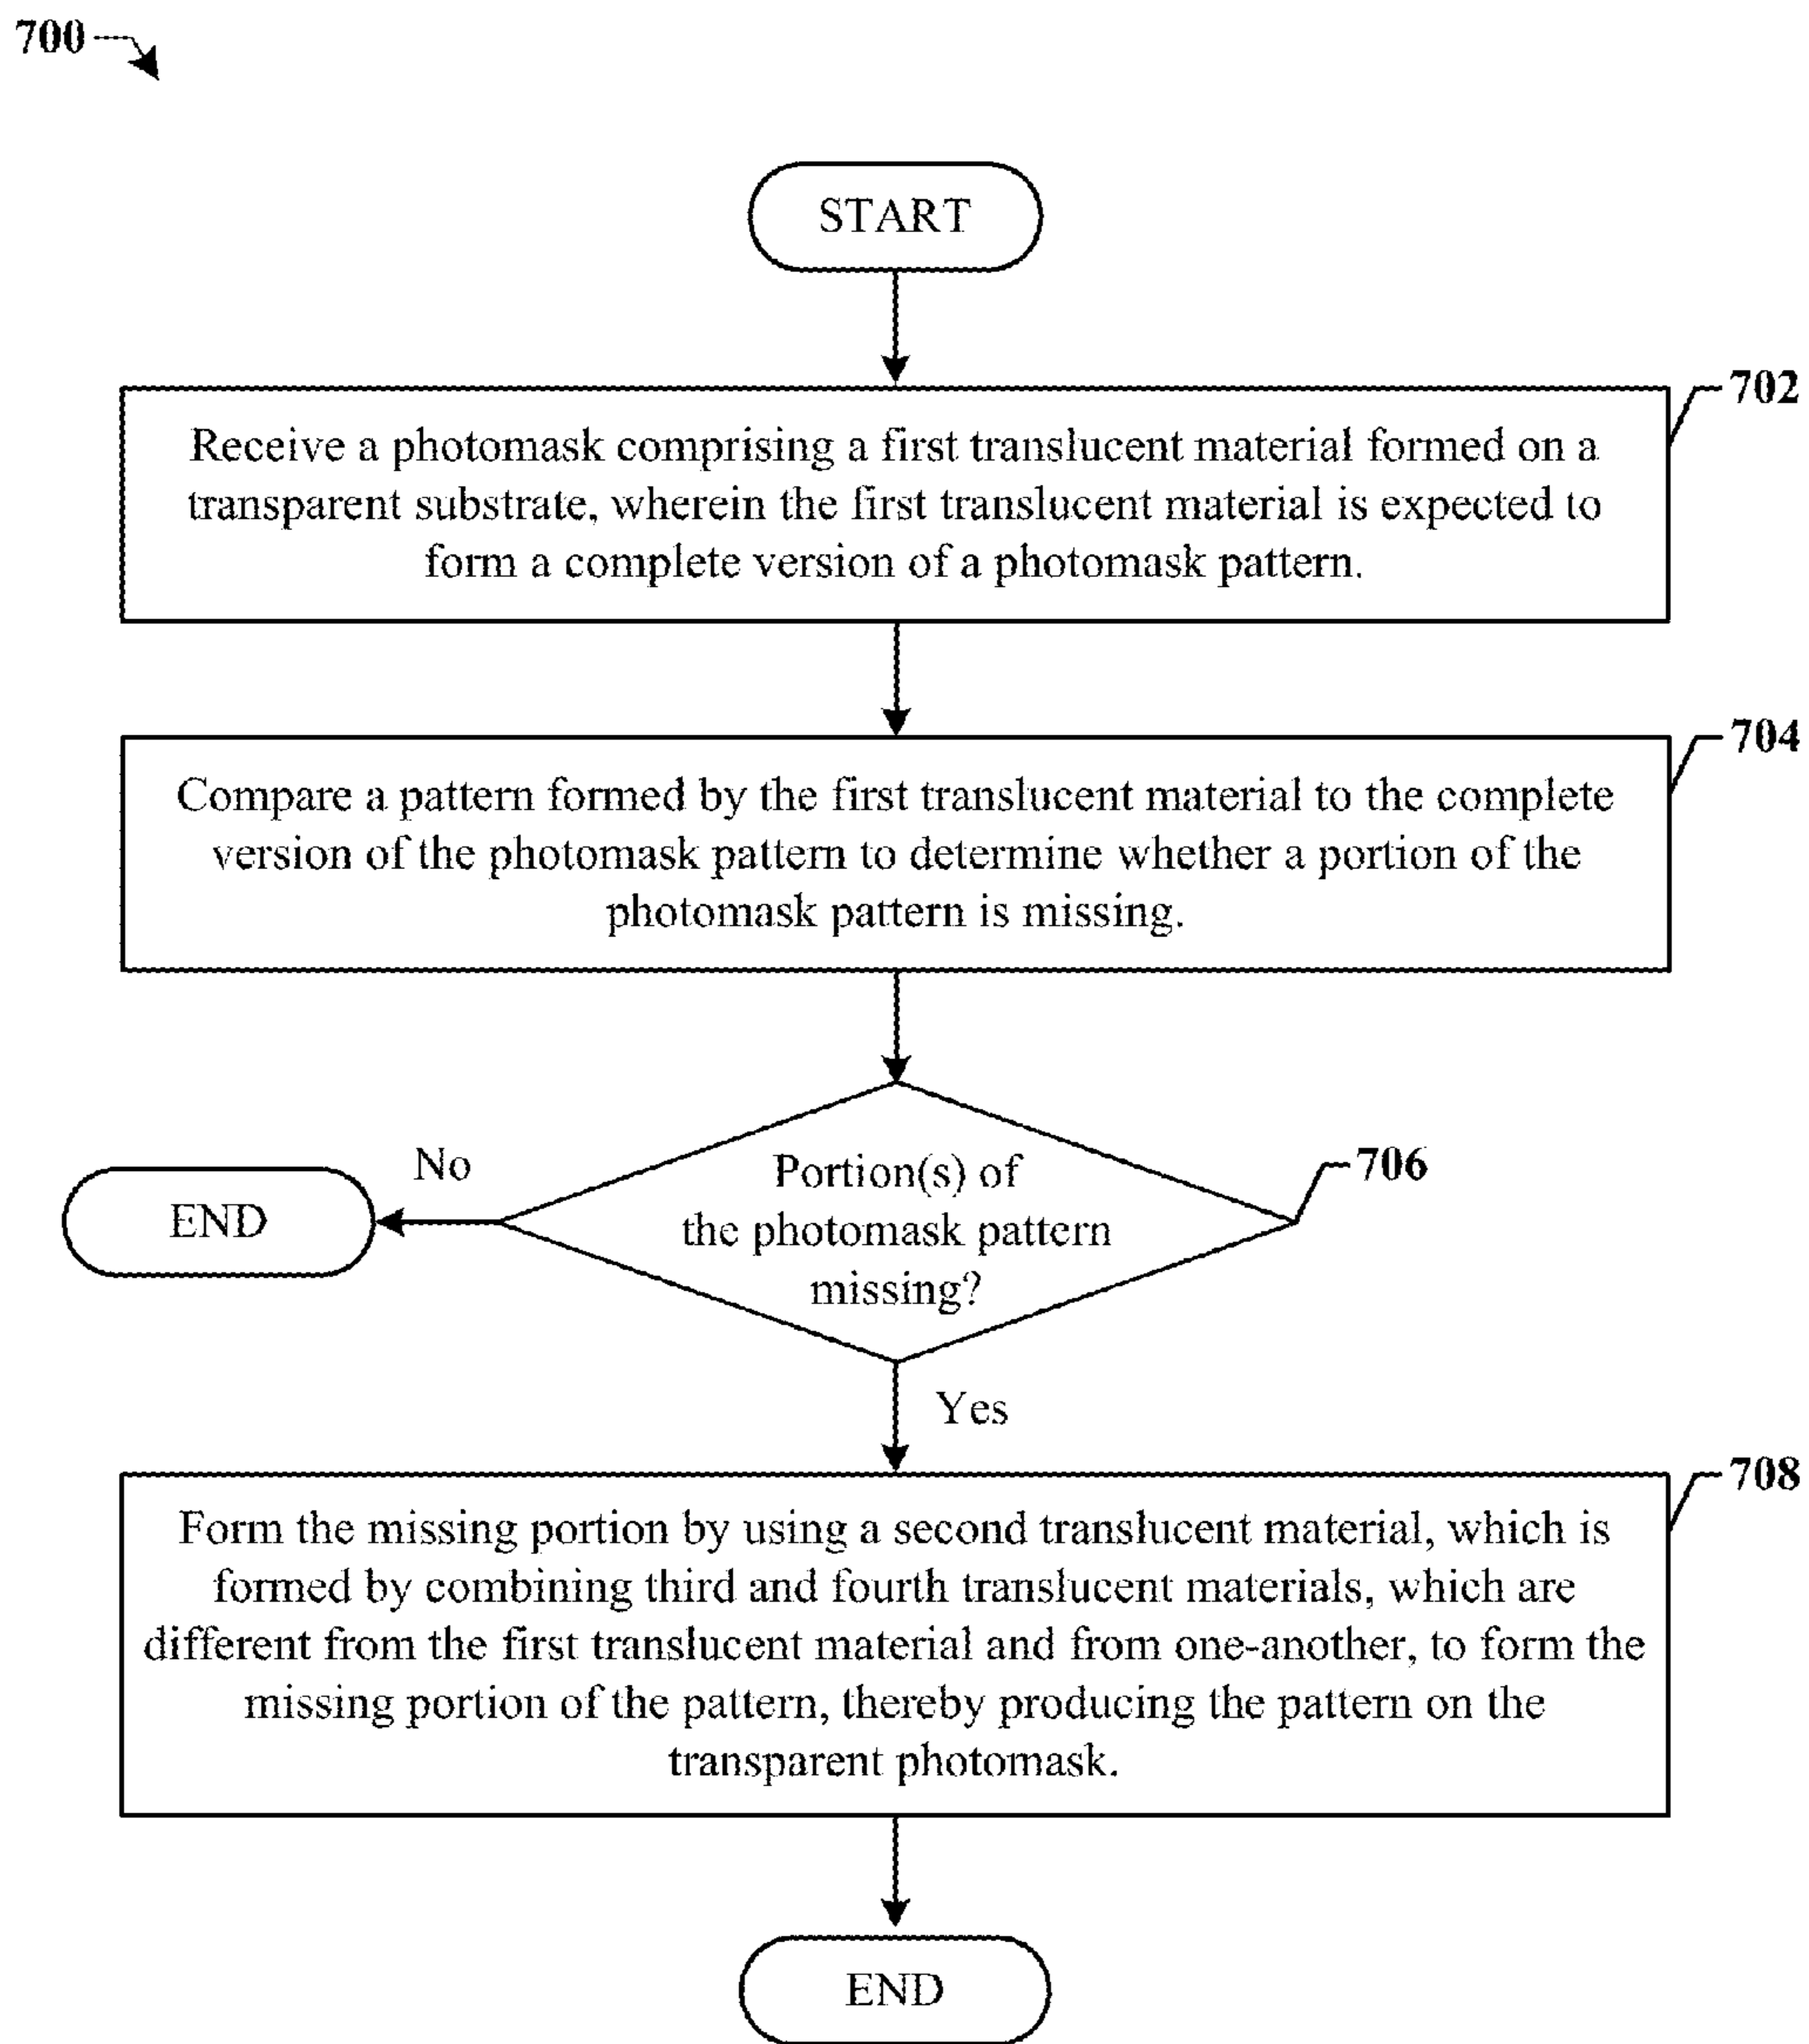 700
START
702
Receive a photomask comprising a first translucent material formed on a
transparent substrate, wherein the first translucent material is expected to
form a complete version of a photomask pattern.
704
Compare a pattern formed by the first translucent material to the complete
version of the photomask pattern to determine whether a portion of the
photomask pattern is missing.
706
Portion(s) of
the photomask pattern
missing?
No
END
Yes
708
Form the missing portion by using a second translucent material, which is
formed by combining third and fourth translucent materials, which are
different from the first translucent material and from one-another, to form the
missing portion of the pattern, thereby producing the pattern on the
transparent photomask.
END